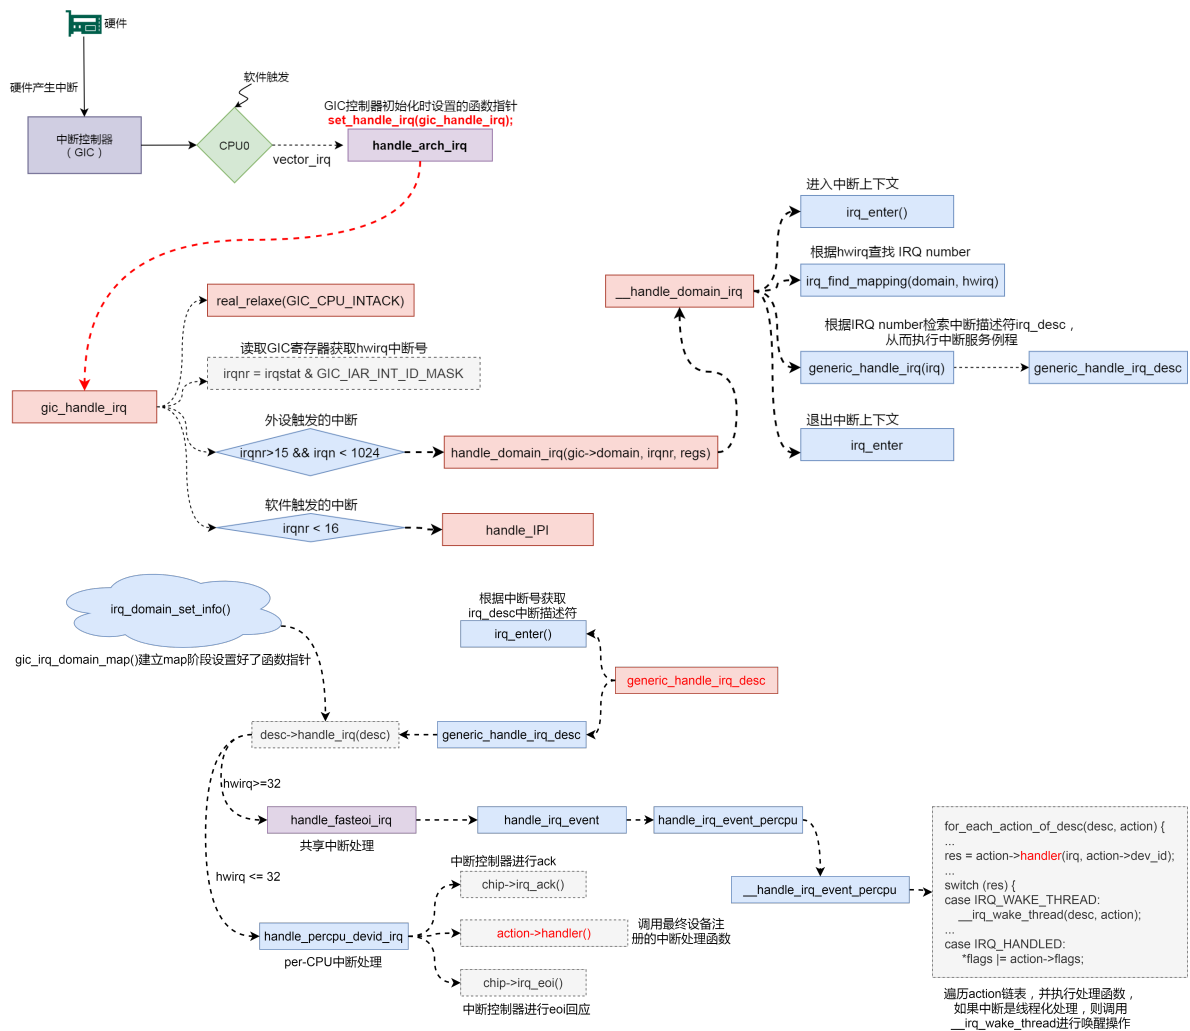 硬件
硬件产生中断
中断控制器
（GIC）
软件触发
CPU0
vector_irq
GIC控制器初始化时设置的函数指针
set_handle_irq(gic_handle_irq);
handle_arch_irq
gic_handle_irq
real_relaxe(GIC_CPU_INTACK)
读取GIC寄存器获取hwirq中断号
irqnr = irqstat & GIC_IAR_INT_ID_MASK
外设触发的中断
irqnr>15 && irqn < 1024
handle_domain_irq(gic->domain, irqnr, regs)
软件触发的中断
irqnr < 16
handle_IPI
__handle_domain_irq
进入中断上下文
irq_enter()
根据hwirq查找 IRQ number
irq_find_mapping(domain, hwirq)
根据IRQ number检索中断描述符irq_desc，
从而执行中断服务例程
generic_handle_irq(irq)
generic_handle_irq_desc
退出中断上下文
irq_enter
irq_domain_set_info()
gic_irq_domain_map()建立map阶段设置好了函数指针
根据中断号获取
irq_desc中断描述符
irq_enter()
generic_handle_irq_desc
generic_handle_irq_desc
desc->handle_irq(desc)
hwirq>=32
handle_fasteoi_irq
共享中断处理
handle_irq_event
handle_irq_event_percpu
__handle_irq_event_percpu
hwirq <= 32
handle_percpu_devid_irq
per-CPU中断处理
中断控制器进行ack
chip->irq_ack()
action->handler()
调用最终设备注
册的中断处理函数
chip->irq_eoi()
中断控制器进行eoi回应
for_each_action_of_desc(desc, action) {
...
res = action->handler(irq, action->dev_id);
...
switch (res) {
case IRQ_WAKE_THREAD:
__irq_wake_thread(desc, action);
...
case IRQ_HANDLED:
*flags |= action->flags;
遍历action链表，并执行处理函数，
如果中断是线程化处理，则调用
__irq_wake_thread进行唤醒操作